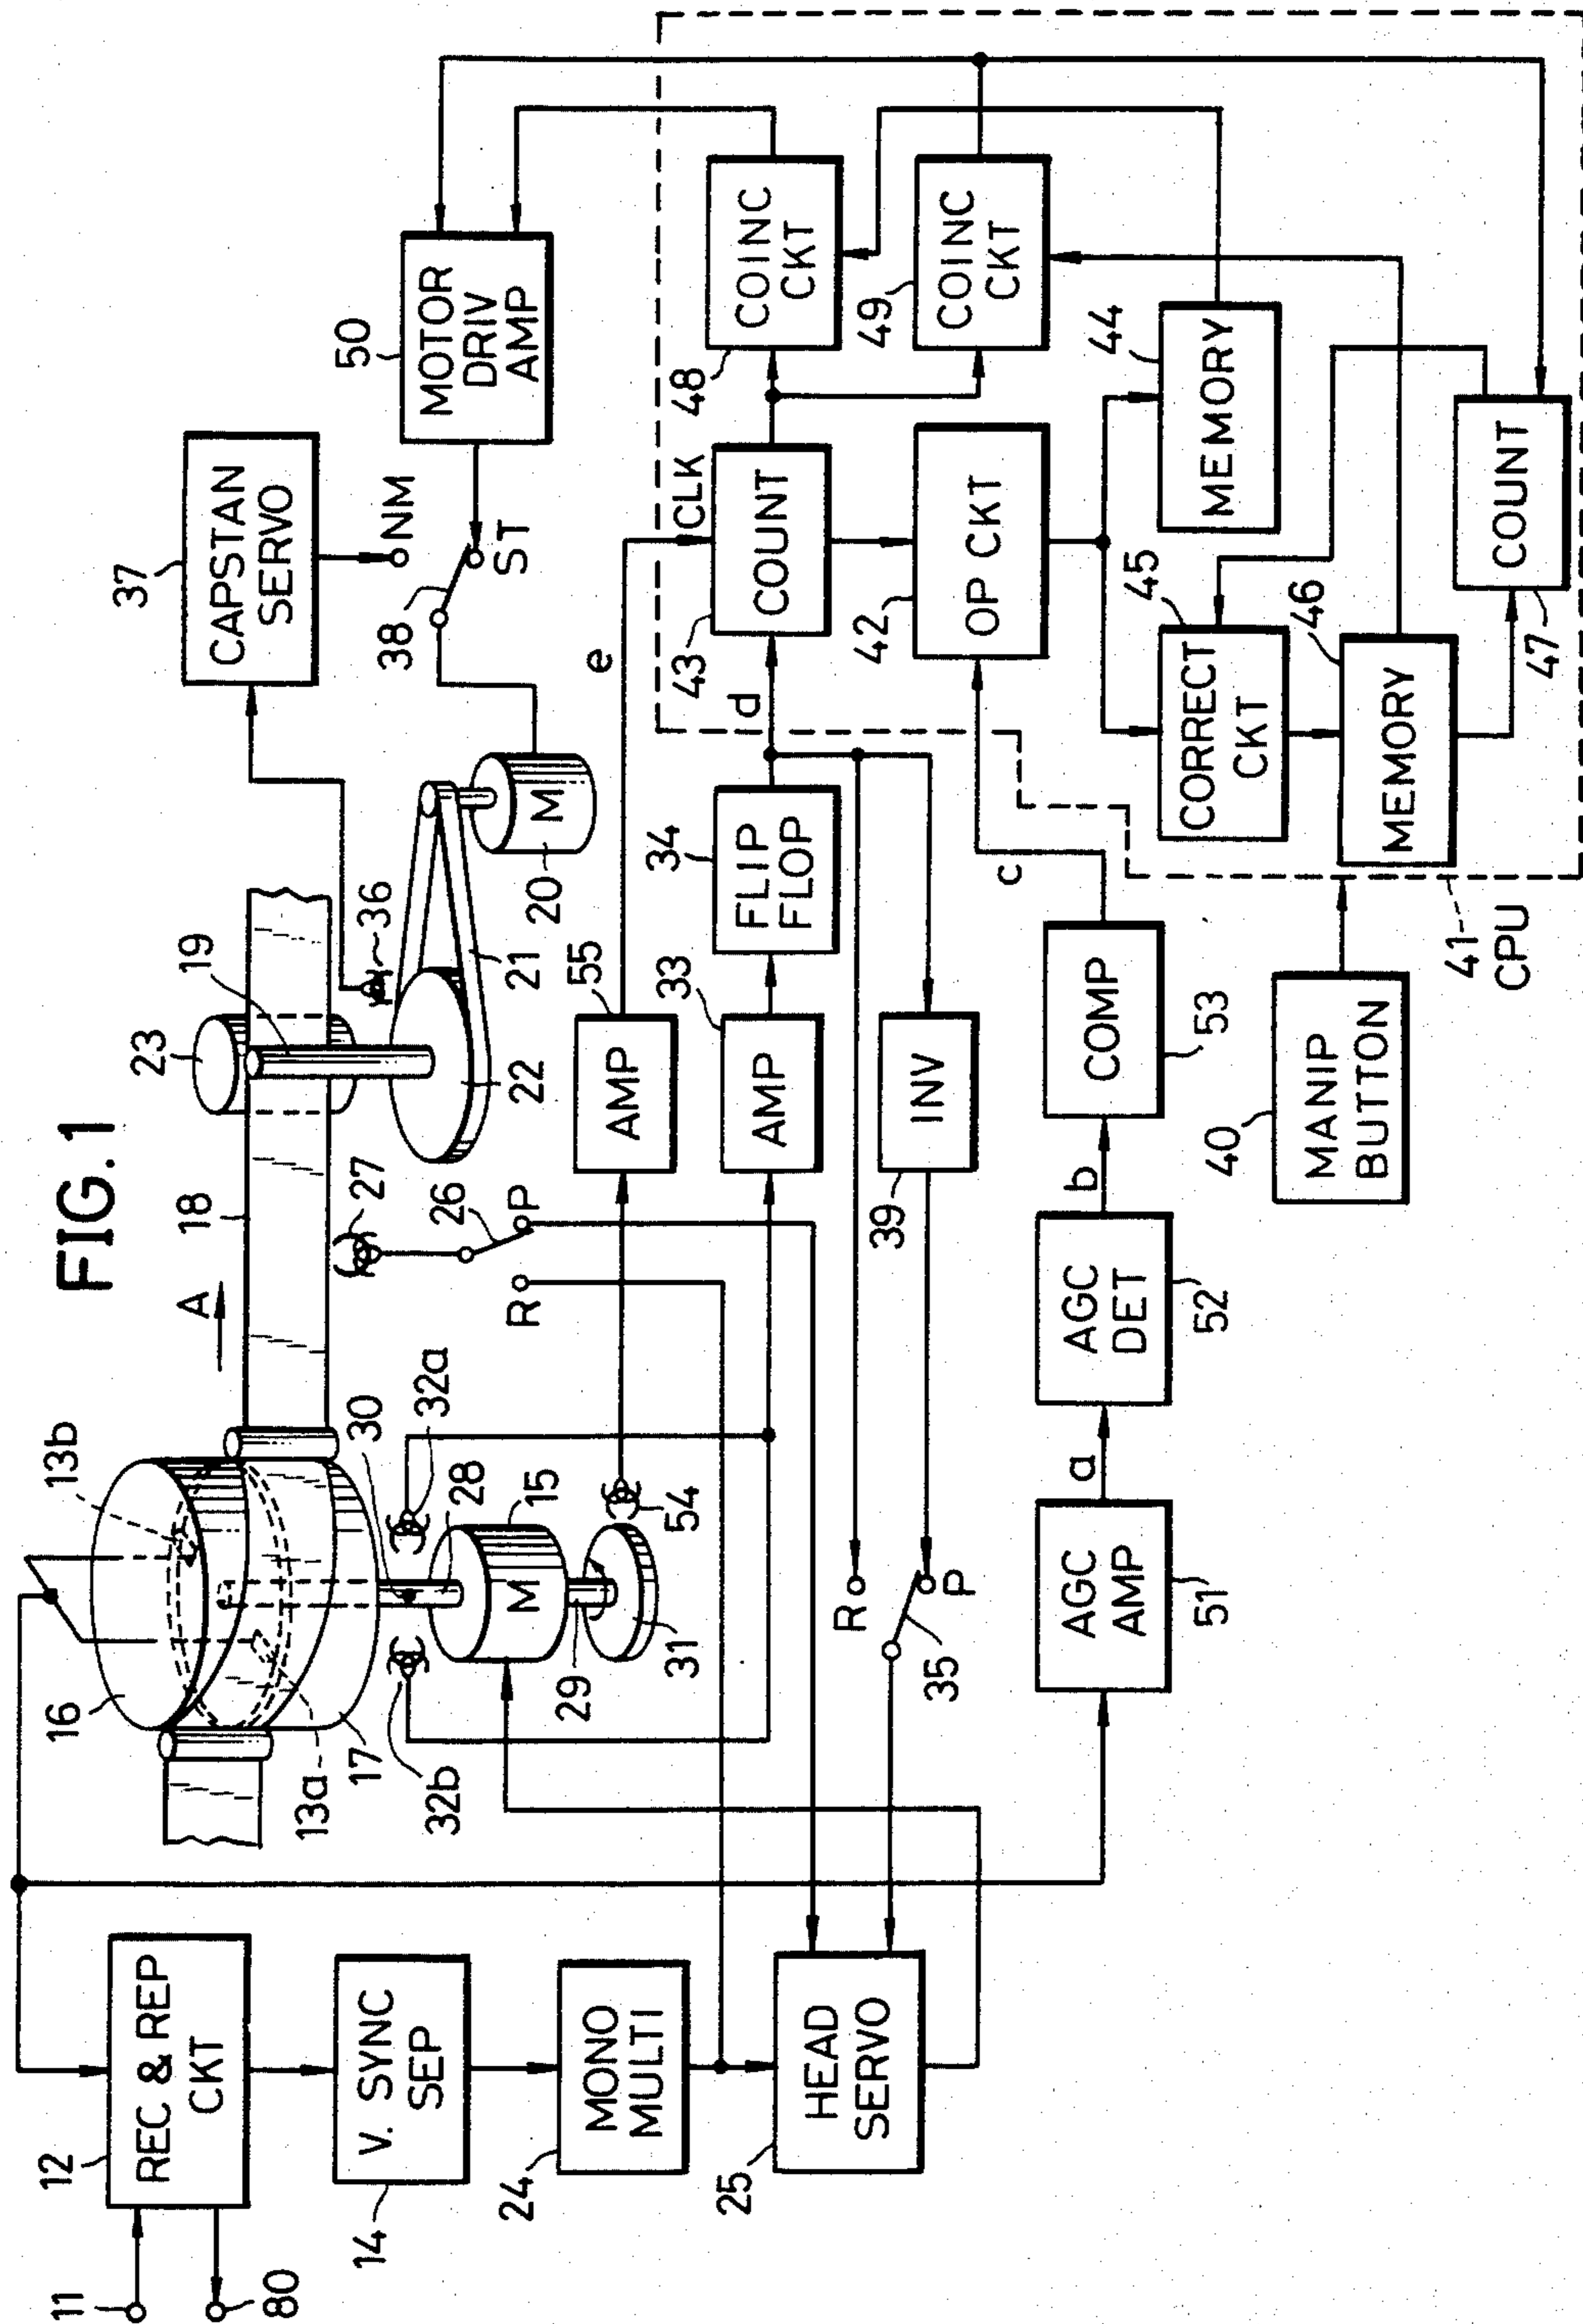 FIG. 1
11
80
12
REC & REP
CKT
14
V. SYNC
SEP
24
MONO
MULTI
25
HEAD
SERVO
16
13b
13a
17
32b
30
32a
28
15
M
29
31
54
18
A
27
26
R
P
23
19
36
22
21
20
M
37
CAPSTAN
SERVO
38
NM
ST
50
MOTOR
DRIV
AMP
55
AMP
e
33
AMP
34
FLIP
FLOP
d
39
INV
R
P
35
CLK
43
COUNT
42
OP CKT
48
COINC
CKT
49
COINC
CKT
44
MEMORY
45
CORRECT
CKT
46
MEMORY
47
COUNT
51
AGC
AMP
a
52
AGC
DET
b
53
COMP
c
40
MANIP
BUTTON
41
CPU